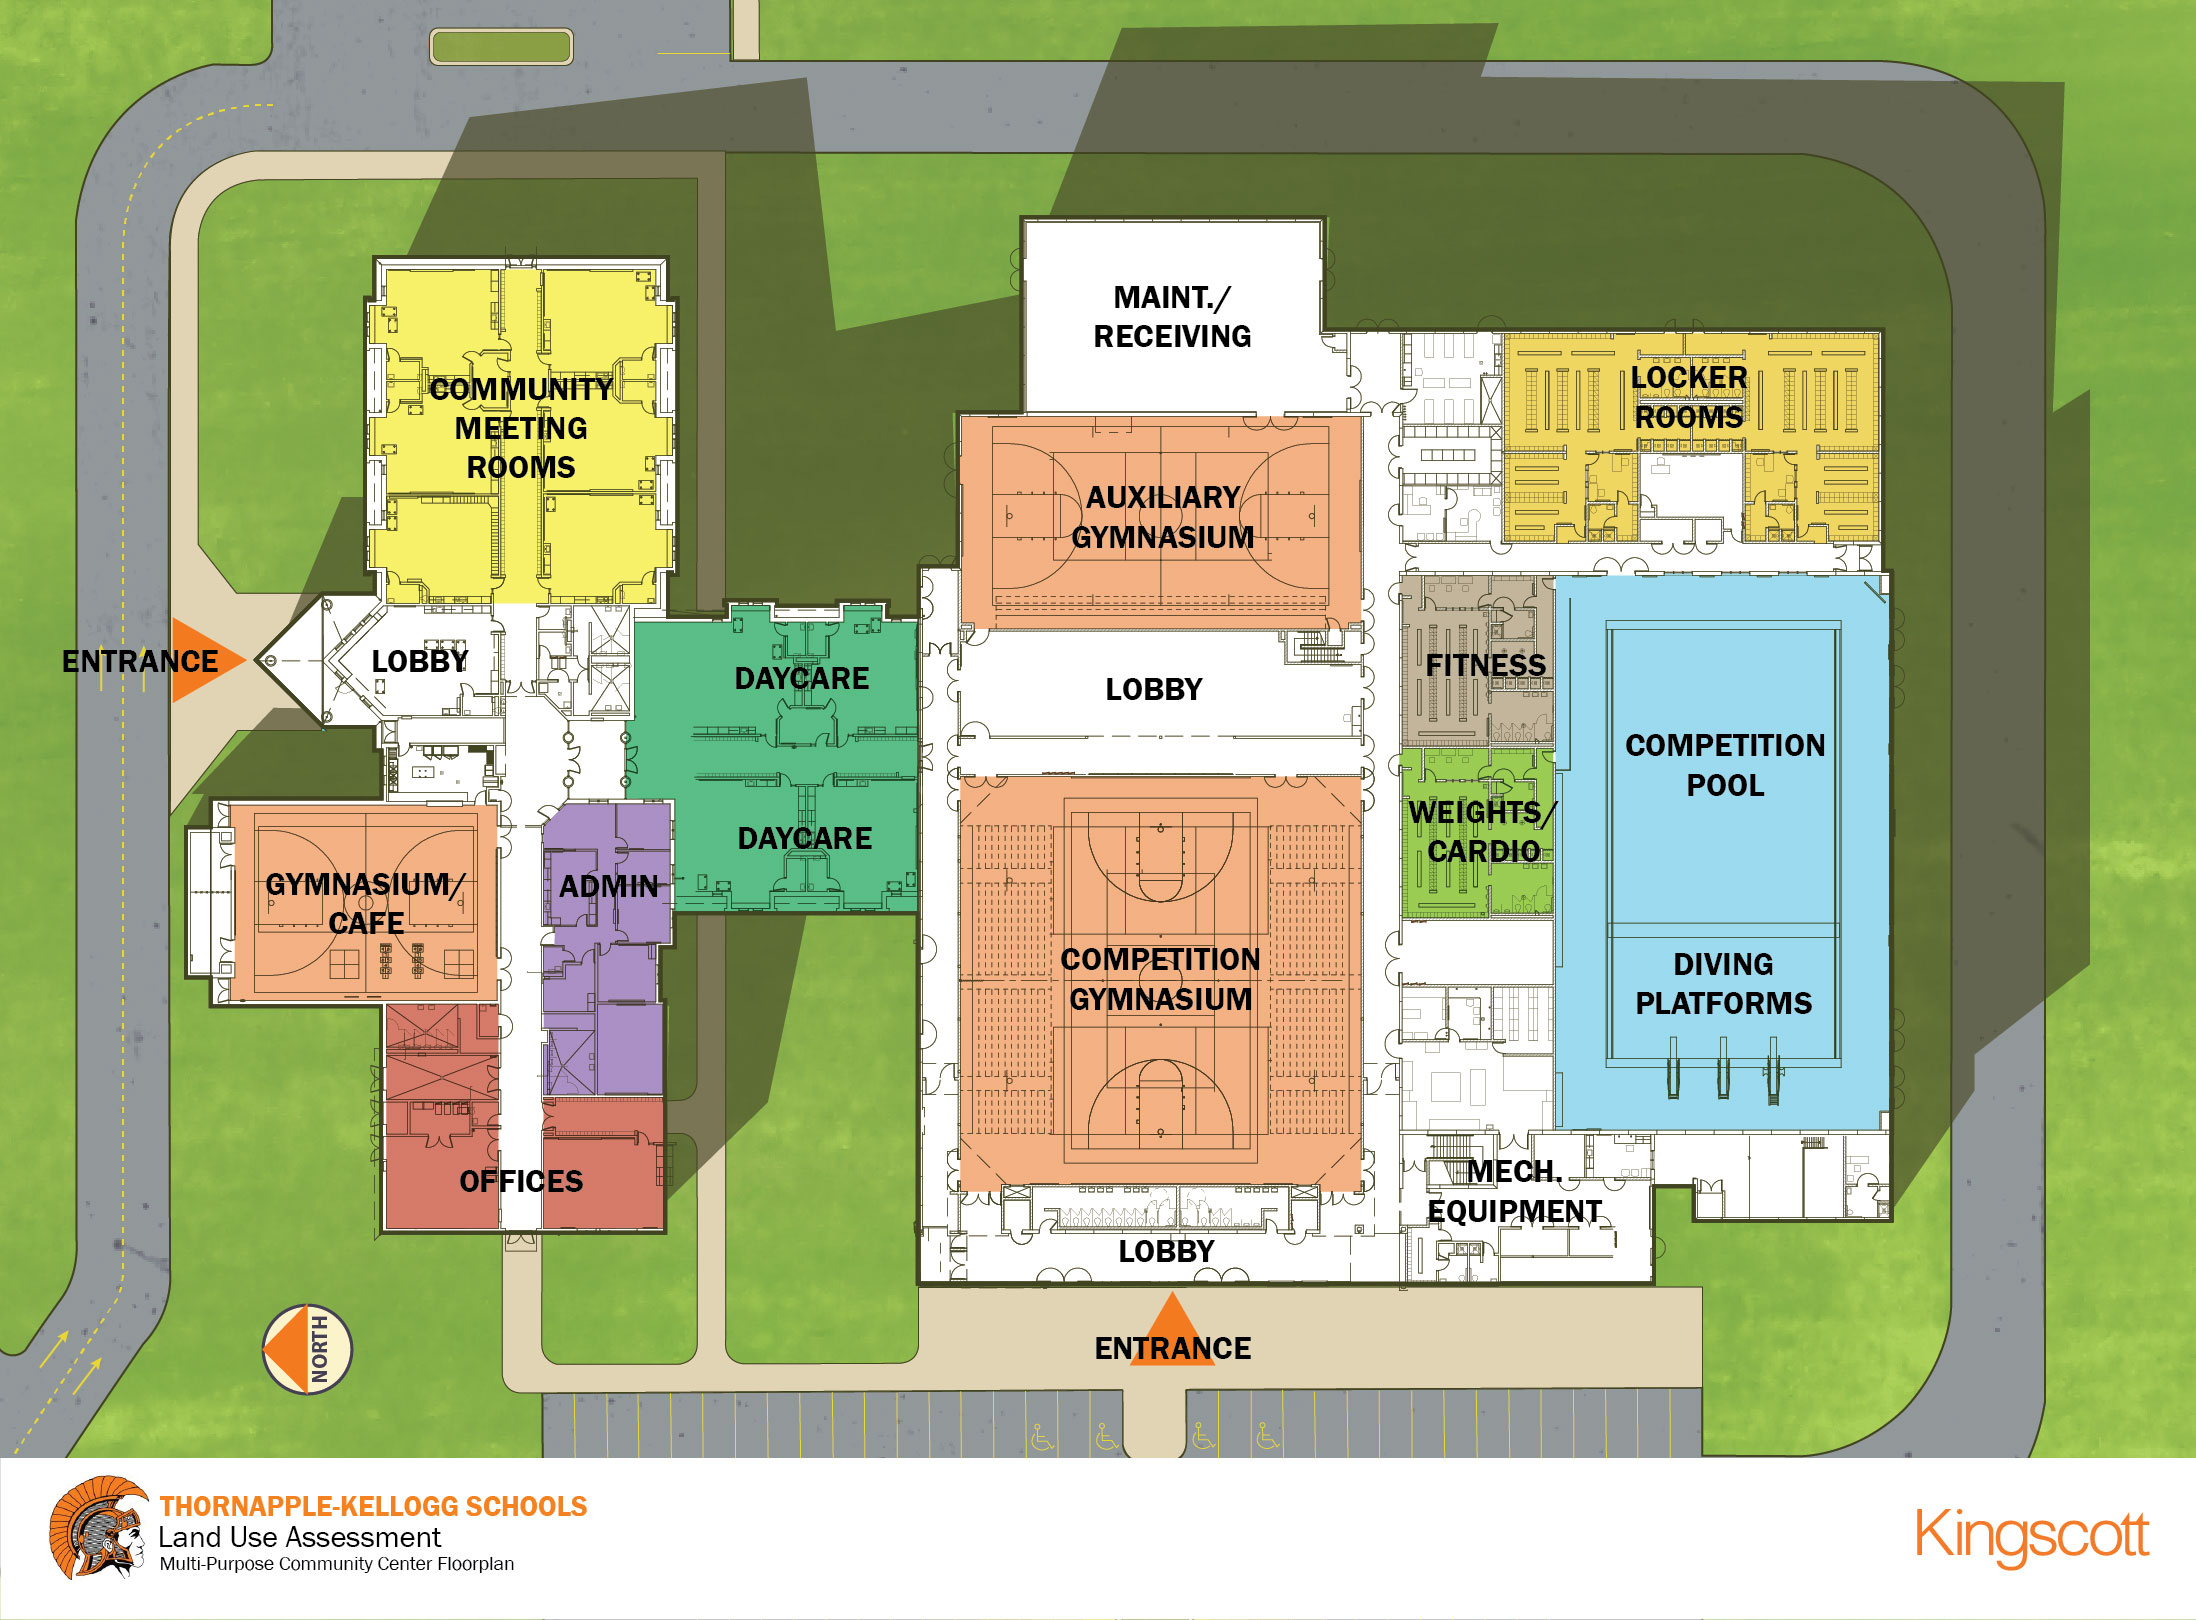 MAINT./
RECEIVING
COMMUNITY
MEETING
ROOMS
LOCKER
ROOMS
AUXILIARY
GYMNASIUM
ENTRANCE
LOBBY
DAYCARE
LOBBY
FITNESS
COMPETITION
POOL
DAYCARE
WEIGHTS/
CARDIO
GYMNASIUM/
CAFE
ADMIN
COMPETITION
GYMNASIUM
DIVING
PLATFORMS
OFFICES
MECH.
EQUIPMENT
LOBBY
NORTH
ENTRANCE
THORNAPPLE-KELLOGG SCHOOLS
Land Use Assessment
Multi-Purpose Community Center Floorplan
Kingscott